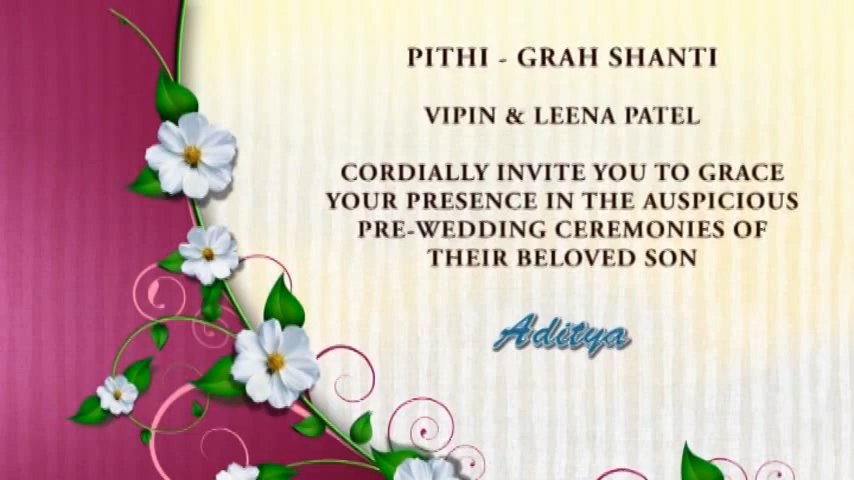 PITHI - GRAH SHANTI
VIPIN & LEENA PATEL
CORDIALLY INVITE YOU TO GRACE
YOUR PRESENCE IN THE AUSPICIOUS
PRE-WEDDING CEREMONIES OF
THEIR BELOVED SON
Aditya